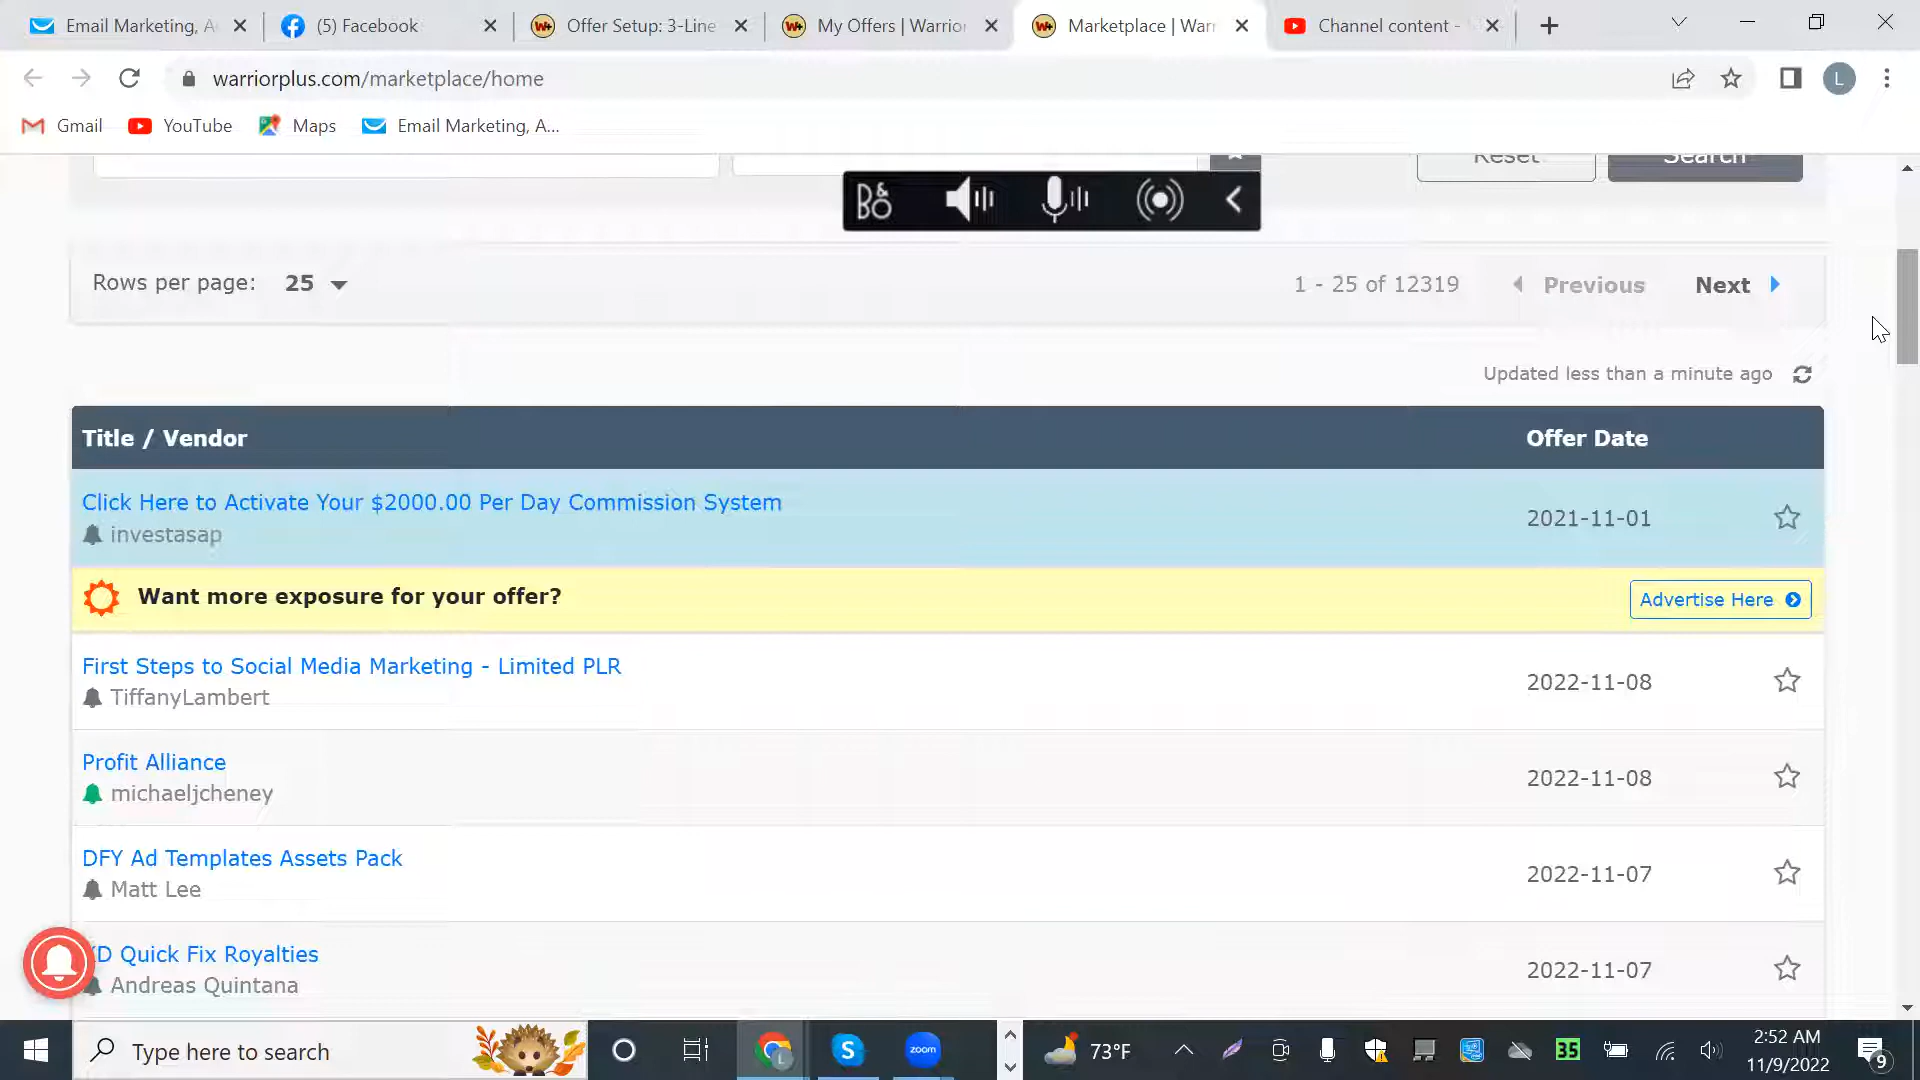 Email Marketing, A
(5) Facebook
Offer Setup: 3-Line
My Offers | Warrior
Marketplace | Warr
Channel content -
warriorplus.com/marketplace/home
L
Gmail
YouTube
Maps
Email Marketing, A...
Reset
Search
B&O
Rows per page: 25
1 - 25 of 12319
Previous
Next
Updated less than a minute ago
Title / Vendor
Offer Date
Click Here to Activate Your $2000.00 Per Day Commission System
investasap
2021-11-01
Want more exposure for your offer?
Advertise Here
First Steps to Social Media Marketing - Limited PLR
TiffanyLambert
2022-11-08
Profit Alliance
michaeljcheney
2022-11-08
DFY Ad Templates Assets Pack
Matt Lee
2022-11-07
D Quick Fix Royalties
Andreas Quintana
2022-11-07
Type here to search
L
S
zoom
73°F
35
2:52 AM
11/9/2022
9